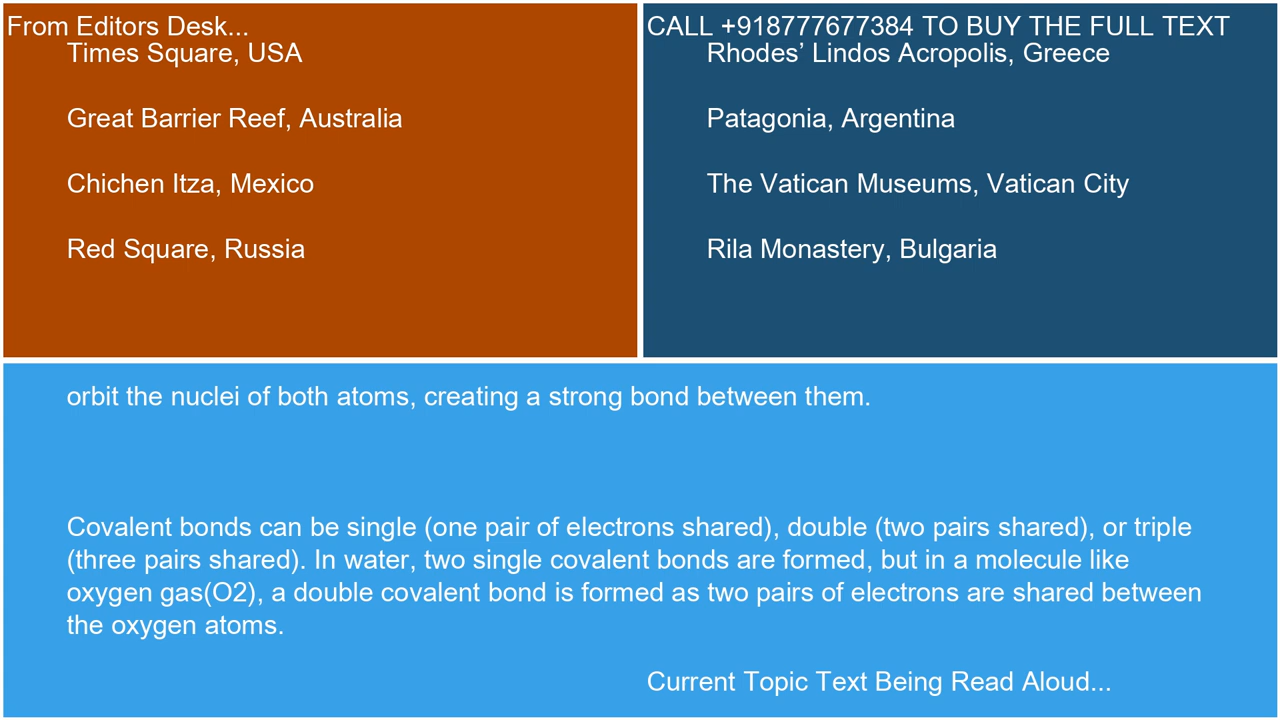 From Editors Desk...
Times Square, USA
Great Barrier Reef, Australia
Chichen Itza, Mexico
Red Square, Russia
CALL +918777677384 TO BUY THE FULL TEXT
Rhodes’ Lindos Acropolis, Greece
Patagonia, Argentina
The Vatican Museums, Vatican City
Rila Monastery, Bulgaria
orbit the nuclei of both atoms, creating a strong bond between them.
Covalent bonds can be single (one pair of electrons shared), double (two pairs shared), or triple
(three pairs shared). In water, two single covalent bonds are formed, but in a molecule like
oxygen gas(O2), a double covalent bond is formed as two pairs of electrons are shared between
the oxygen atoms.
Current Topic Text Being Read Aloud...